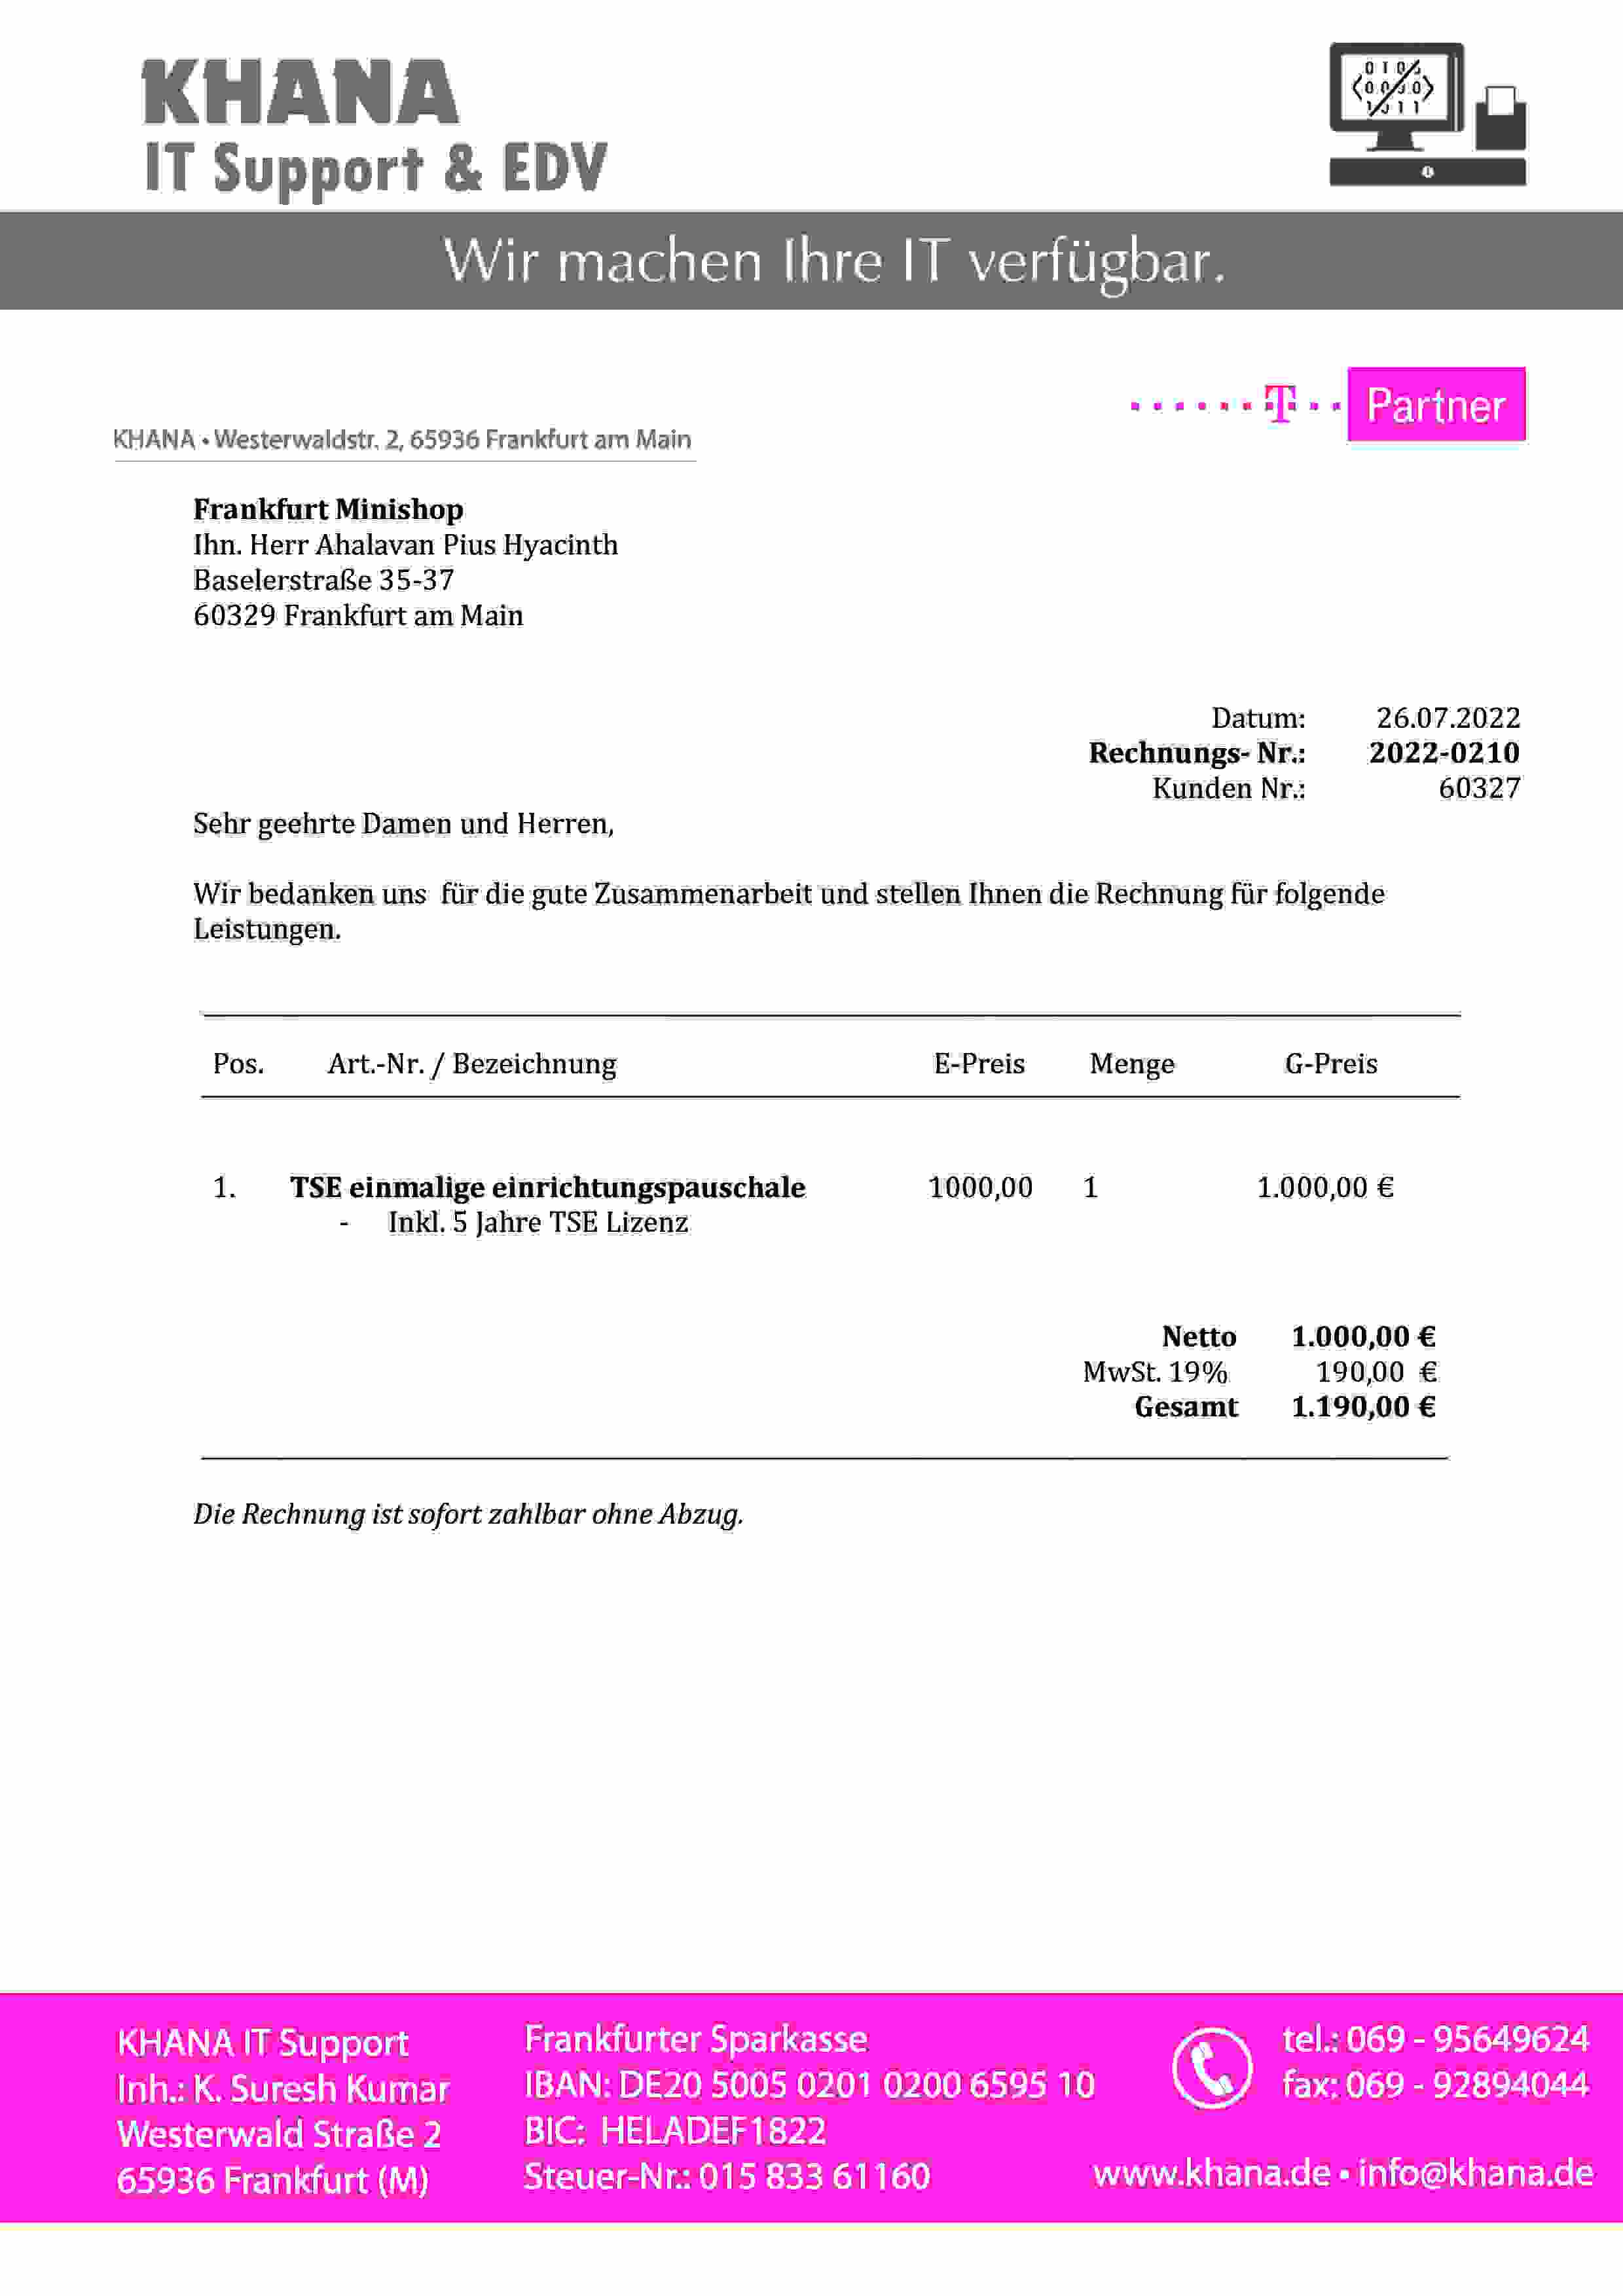 KHANA
IT Support & EDV
0 1 0
Wir machen Ihre IT verfügbar.
T Partner
KHANA • Westerwaldstr. 2, 65936 Frankfurt am Main
Frankfurt Minishop
Ihn. Herr Ahalavan Pius Hyacinth
Baselerstraße 35-37
60329 Frankfurt am Main
Datum: 26.07.2022
Rechnungs- Nr.: 2022-0210
Kunden Nr.: 60327
Sehr geehrte Damen und Herren,
Wir bedanken uns für die gute Zusammenarbeit und stellen Ihnen die Rechnung für folgende
Leistungen.
Pos. Art.-Nr. / Bezeichnung E-Preis Menge G-Preis
1. TSE einmalige einrichtungspauschale 1000,00 1 1.000,00 €
- Inkl. 5 Jahre TSE Lizenz
Netto 1.000,00 €
MwSt. 19% 190,00 €
Gesamt 1.190,00 €
Die Rechnung ist sofort zahlbar ohne Abzug.
KHANA IT Support
Inh.: K. Suresh Kumar
Westerwald Straße 2
65936 Frankfurt (M)
Frankfurter Sparkasse
IBAN: DE20 5005 0201 0200 6595 10
BIC: HELADEF1822
Steuer-Nr.: 015 833 61160
tel.: 069 - 95649624
fax: 069 - 92894044
www.khana.de • info@khana.de